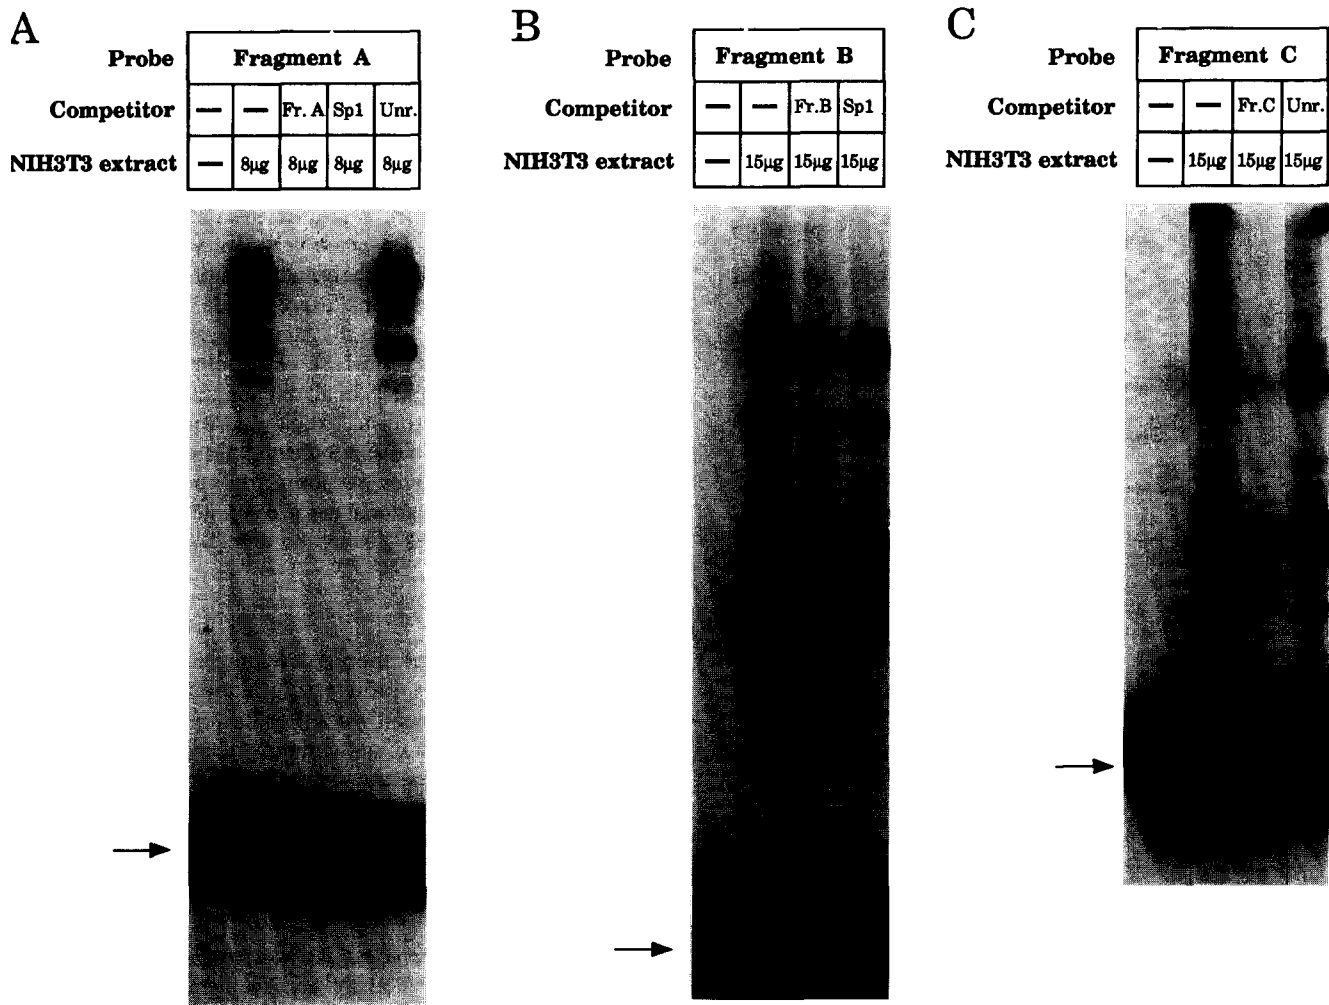 A
Probe Fragment A
Competitor — — Fr. A Sp1 Unr.
NIH3T3 extract — 8µg 8µg 8µg 8µg
B
Probe Fragment B
Competitor — — Fr.B Sp1
NIH3T3 extract — 15µg 15µg 15µg
C
Probe Fragment C
Competitor — — Fr.C Unr.
NIH3T3 extract — 15µg 15µg 15µg